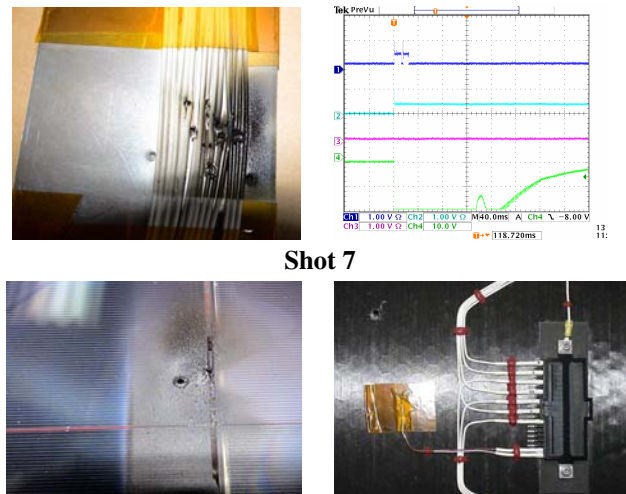 Tek PreVu
T
1
2
3
4
Ch1 1.00 V Ω Ch2 1.00 V Ω M 40.0ms A Ch4 -8.00 V
Ch3 1.00 V Ω Ch4 10.0 V
118.720ms
13
11:
Shot 7